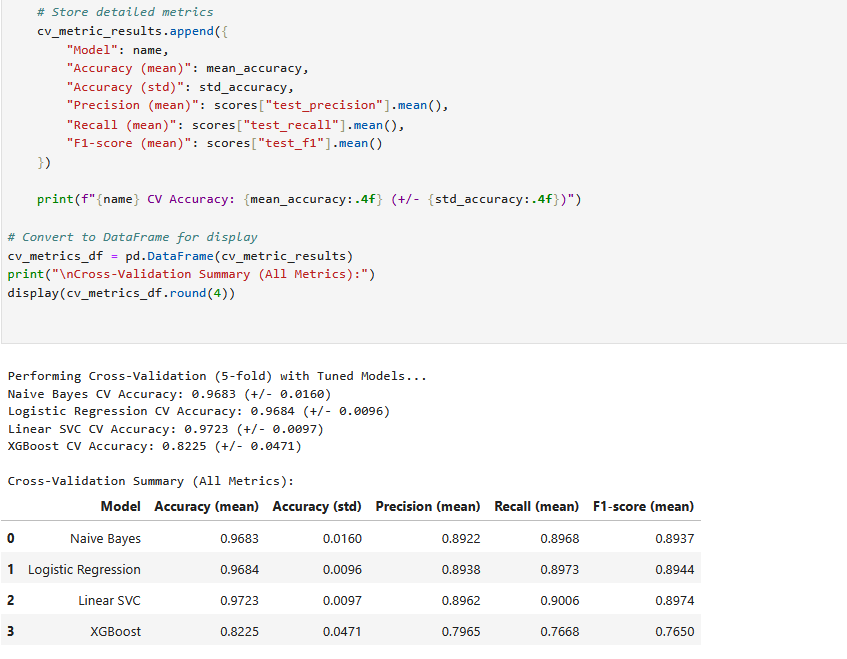 # Store detailed metrics
cv_metric_results.append({
"Model": name,
"Accuracy (mean)": mean_accuracy,
"Accuracy (std)": std_accuracy,
"Precision (mean)": scores["test_precision"].mean(),
"Recall (mean)": scores["test_recall"].mean(),
"F1-score (mean)": scores["test_f1"].mean()
})
print(f"{name} CV Accuracy: {mean_accuracy:.4f} (+/- {std_accuracy:.4f})")
# Convert to DataFrame for display
cv_metrics_df = pd.DataFrame(cv_metric_results)
print("\nCross-Validation Summary (All Metrics):")
display(cv_metrics_df.round(4))
Performing Cross-Validation (5-fold) with Tuned Models...
Naive Bayes CV Accuracy: 0.9683 (+/- 0.0160)
Logistic Regression CV Accuracy: 0.9684 (+/- 0.0096)
Linear SVC CV Accuracy: 0.9723 (+/- 0.0097)
XGBoost CV Accuracy: 0.8225 (+/- 0.0471)
Cross-Validation Summary (All Metrics):
Model Accuracy (mean) Accuracy (std) Precision (mean) Recall (mean) F1-score (mean)
0 Naive Bayes 0.9683 0.0160 0.8922 0.8968 0.8937
1 Logistic Regression 0.9684 0.0096 0.8938 0.8973 0.8944
2 Linear SVC 0.9723 0.0097 0.8962 0.9006 0.8974
3 XGBoost 0.8225 0.0471 0.7965 0.7668 0.7650